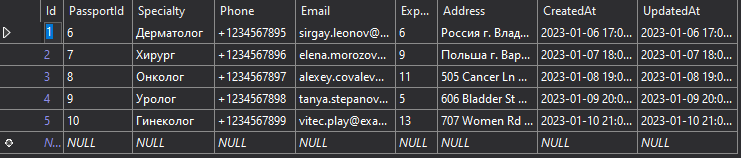 Id PassportId Specialty Phone Email Exp... Address CreatedAt UpdatedAt
1 6 Дерматолог +1234567895 sirgay.leonov@... 6 Россия г. Влад... 2023-01-06 17:0... 2023-01-06 17:0...
2 7 Хирург +1234567896 elena.morozov... 9 Польша г. Вар... 2023-01-07 18:0... 2023-01-07 18:0...
3 8 Онколог +1234567897 alexey.covalev... 11 505 Cancer Ln ... 2023-01-08 19:0... 2023-01-08 19:0...
4 9 Уролог +1234567898 tanya.stepanov... 5 606 Bladder St ... 2023-01-09 20:0... 2023-01-09 20:0...
5 10 Гинеколог +1234567899 vitec.play@exa... 13 707 Women Rd ... 2023-01-10 21:0... 2023-01-10 21:0...
N... NULL NULL NULL NULL NULL NULL NULL NULL